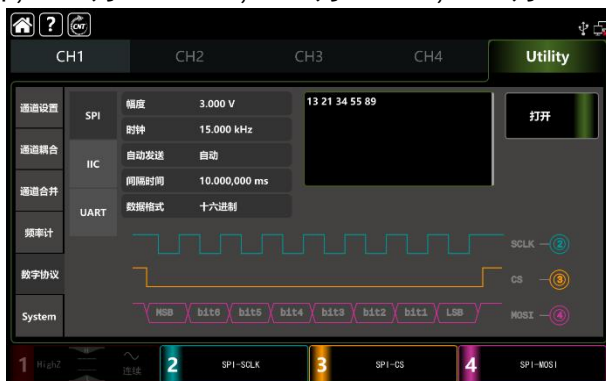 ? CNT
CH1 CH2 CH3 CH4 Utility
通道设置 SPI 幅度 3.000 V 13 21 34 55 89 打开
时钟 15.000 kHz
通道耦合 IIC 自动发送 自动
通道合并 间隔时间 10.000,000 ms
UART 数据格式 十六进制
频率计
SCLK 2
数字协议 CS 3
System MSB bit6 bit5 bit4 bit3 bit2 bit1 LSB MOSI 4
1 HighZ 连续 2 SPI-SCLK 3 SPI-CS 4 SPI-MOSI